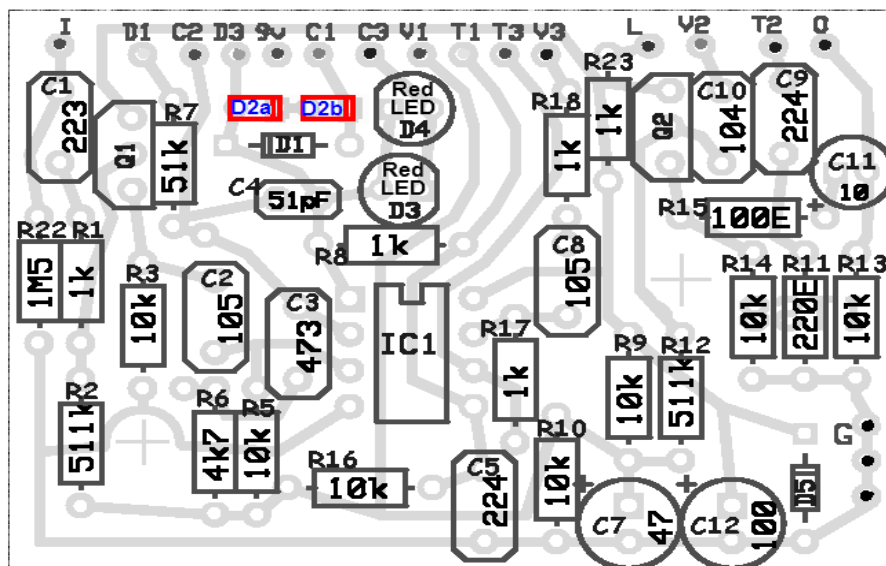 I D1 C2 D3 9v C1 C3 V1 T1 T3 V3 L V2 T2 O
C1
223
Q1
R7
51k
D2a
D2b
D1
C4
51pF
Red
LED
D4
Red
LED
D3
R8
1k
R18
1k
R23
1k
Q2
C10
104
C9
224
C11
10
+
R15
100E
R22
1M5
R1
1k
R3
10k
C2
105
C3
473
IC1
C8
105
R17
1k
R14
10k
R11
220E
R13
10k
R9
10k
R12
511k
R2
511k
R6
4k7
R5
10k
R16
10k
C5
224
R10
10k
+
C7
47
+
C12
100
D5
G